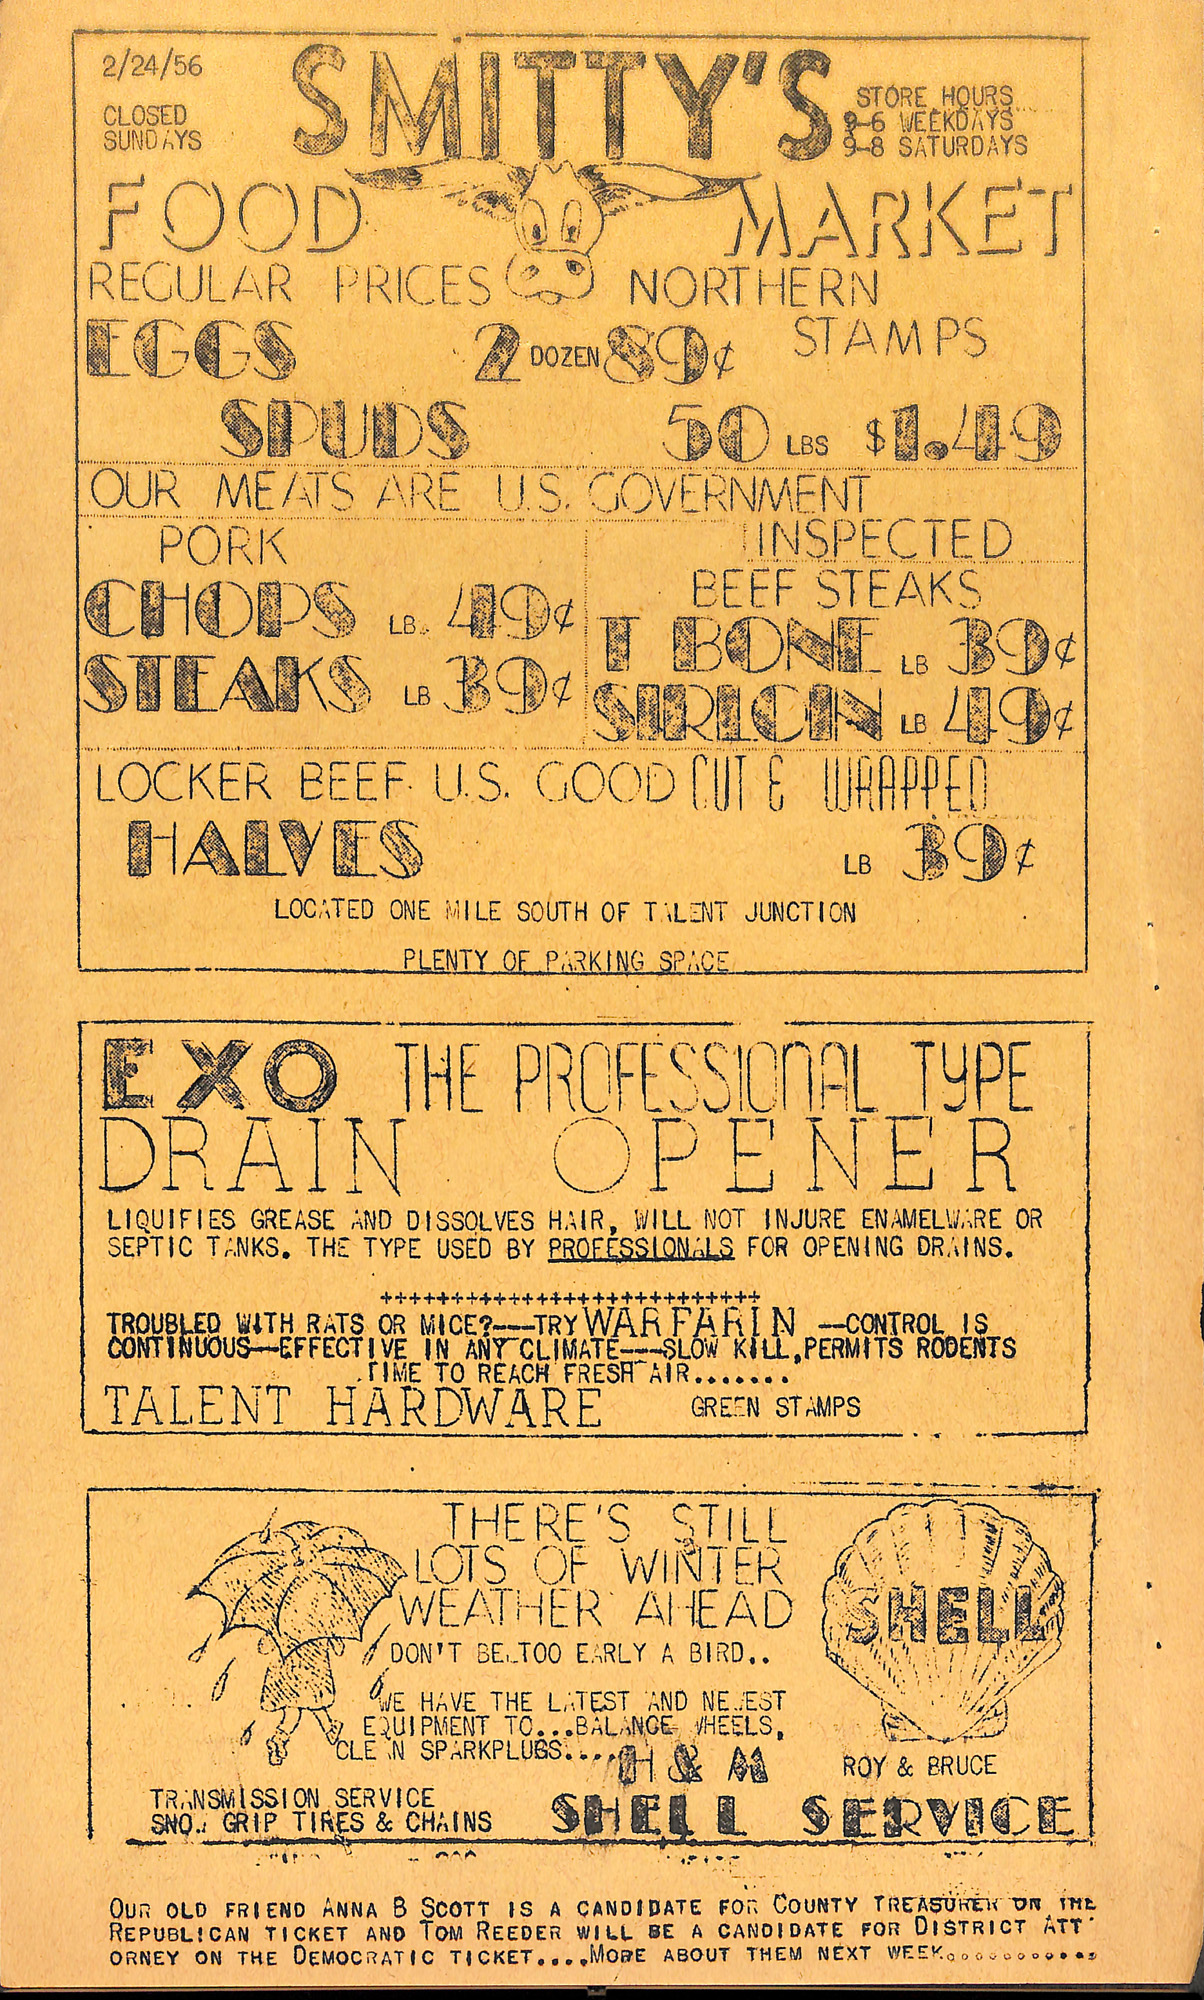 2/24/56
SMITTY'S
CLOSED
SUNDAYS
STORE HOURS
9-6 WEEKDAYS
9-8 SATURDAYS
FOOD MARKET
REGULAR PRICES NORTHERN
STAMPS
EGGS 2 DOZEN 89¢
SPUDS 50 LBS $1.49
OUR MEATS ARE U.S. GOVERNMENT
INSPECTED
PORK
CHOPS LB. 49¢
STEAKS LB 39¢
BEEF STEAKS
T BONE LB 39¢
SIRLOIN LB 49¢
LOCKER BEEF U.S. GOOD CUT & WRAPPED
HALVES LB 39¢
LOCATED ONE MILE SOUTH OF TALENT JUNCTION
PLENTY OF PARKING SPACE
EXO THE PROFESSIONAL TYPE
DRAIN OPENER
LIQUIFIES GREASE AND DISSOLVES HAIR, WILL NOT INJURE ENAMELWARE OR
SEPTIC TANKS. THE TYPE USED BY PROFESSIONALS FOR OPENING DRAINS.
++++++++++++++++++++++++++
TROUBLED WITH RATS OR MICE?---TRY WARFARIN --CONTROL IS
CONTINUOUS--EFFECTIVE IN ANY CLIMATE---SLOW KILL,PERMITS RODENTS
TIME TO REACH FRESH AIR.......
TALENT HARDWARE GREEN STAMPS
THERE'S STILL
LOTS OF WINTER
WEATHER AHEAD
DON'T BE TOO EARLY A BIRD..
SHELL
WE HAVE THE LATEST AND NEWEST
EQUIPMENT TO...BALANCE WHEELS,
CLEAN SPARKPLUGS....
H & M
ROY & BRUCE
TRANSMISSION SERVICE
SNOW GRIP TIRES & CHAINS
SHELL SERVICE
OUR OLD FRIEND ANNA B SCOTT IS A CANDIDATE FOR COUNTY TREASURER ON THE
REPUBLICAN TICKET AND TOM REEDER WILL BE A CANDIDATE FOR DISTRICT ATT
ORNEY ON THE DEMOCRATIC TICKET....MORE ABOUT THEM NEXT WEEK............